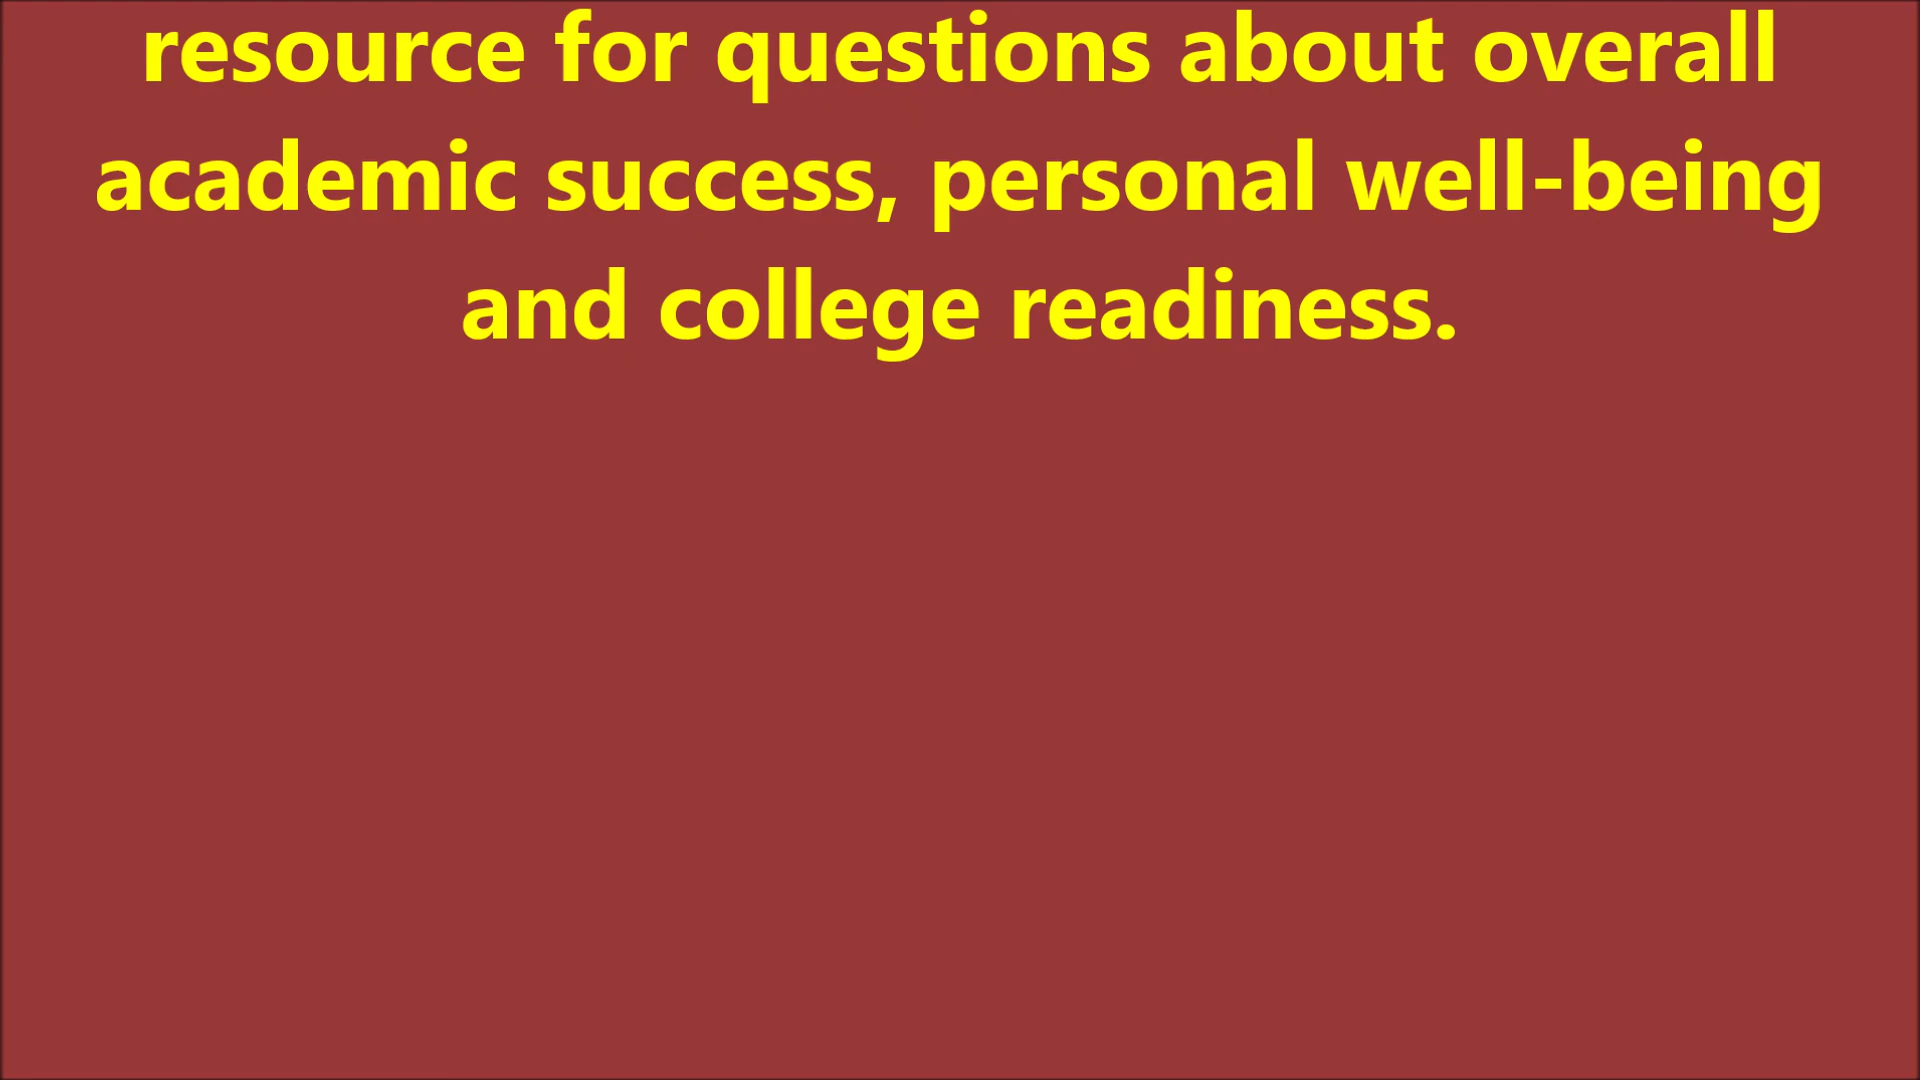 resource for questions about overall
academic success, personal well-being
and college readiness.